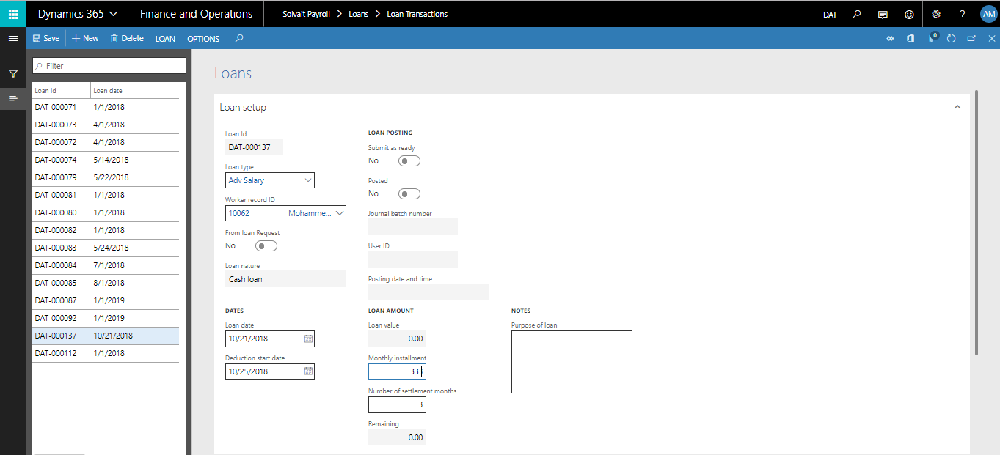 Dynamics 365 Finance and Operations Solvait Payroll > Loans > Loan Transactions DAT ? AM
Save New Delete LOAN OPTIONS 0
Filter
Loan Id Loan date
DAT-000071 1/1/2018
DAT-000073 4/1/2018
DAT-000072 4/1/2018
DAT-000074 5/14/2018
DAT-000079 5/22/2018
DAT-000081 1/1/2018
DAT-000080 1/1/2018
DAT-000082 1/1/2018
DAT-000083 5/24/2018
DAT-000084 7/1/2018
DAT-000085 8/1/2018
DAT-000087 1/1/2019
DAT-000092 1/1/2019
DAT-000137 10/21/2018
DAT-000112 1/1/2018
Loans
Loan setup
Loan Id
DAT-000137
Loan type
Adv Salary
Worker record ID
10062 Mohamme...
From loan Request
No
Loan nature
Cash loan
LOAN POSTING
Submit as ready
No
Posted
No
Journal batch number
User ID
Posting date and time
DATES
Loan date
10/21/2018
Deduction start date
10/25/2018
LOAN AMOUNT
Loan value
0.00
Monthly installment
333
Number of settlement months
3
Remaining
0.00
NOTES
Purpose of loan